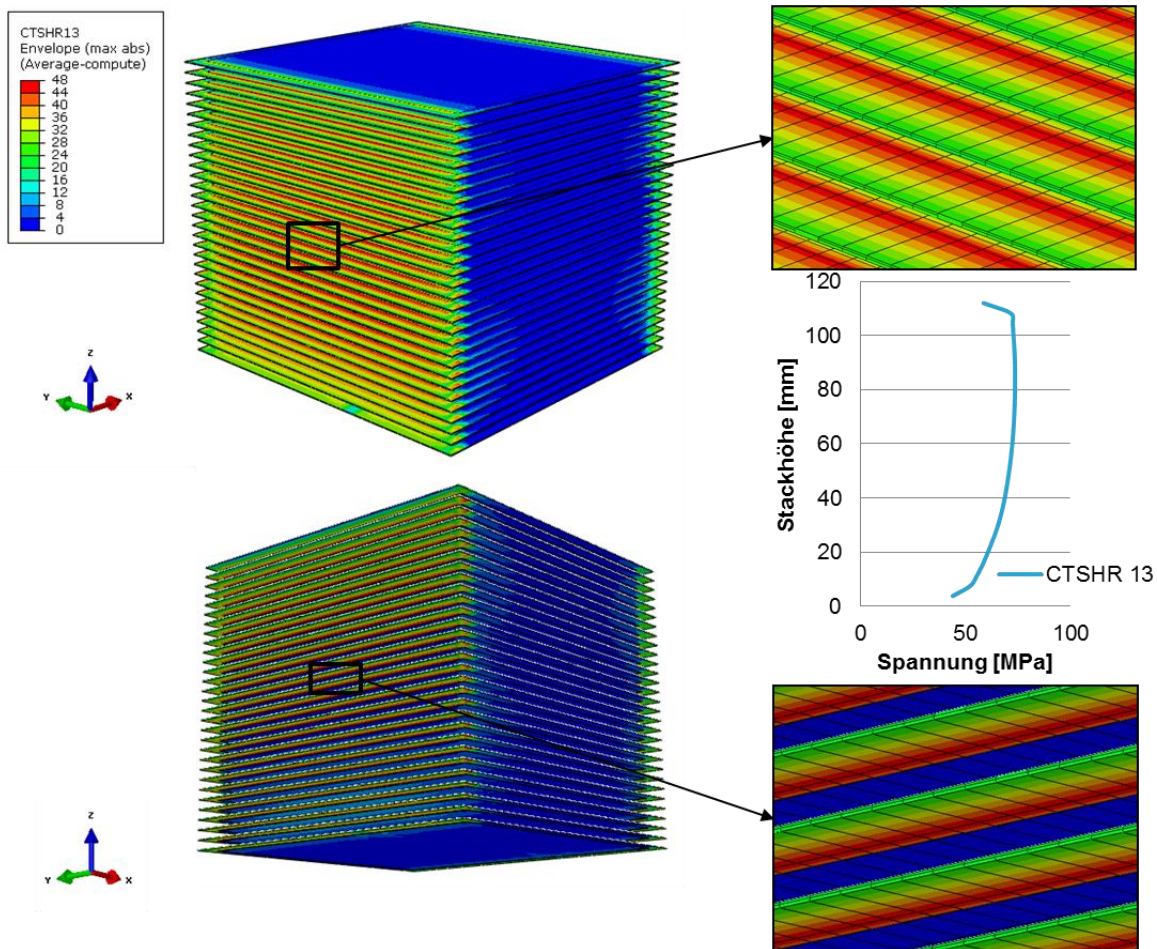 CTSHR13
Envelope (max abs)
(Average-compute)
48
44
40
36
32
28
24
20
16
12
8
4
0
Z
Y
X
120
100
80
60
40
20
0
Stackhöhe [mm]
CTSHR 13
0
50
100
Spannung [MPa]
Z
Y
X